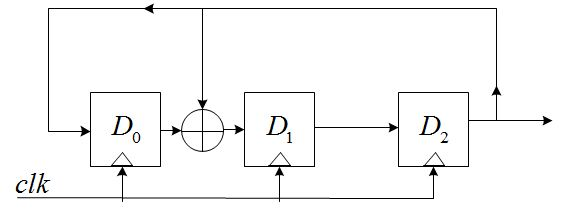 D₀ D₁ D₂
clk